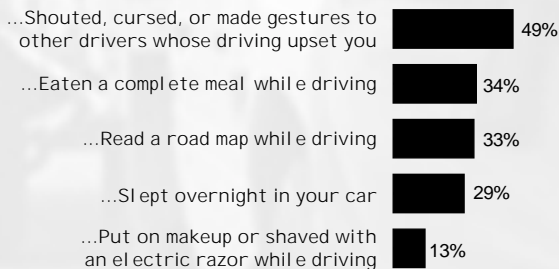 ...Shouted, cursed, or made gestures to
other drivers whose driving upset you
49%
...Eaten a complete meal while driving
34%
...Read a road map while driving
33%
...Slept overnight in your car
29%
...Put on makeup or shaved with
an electric razor while driving
13%